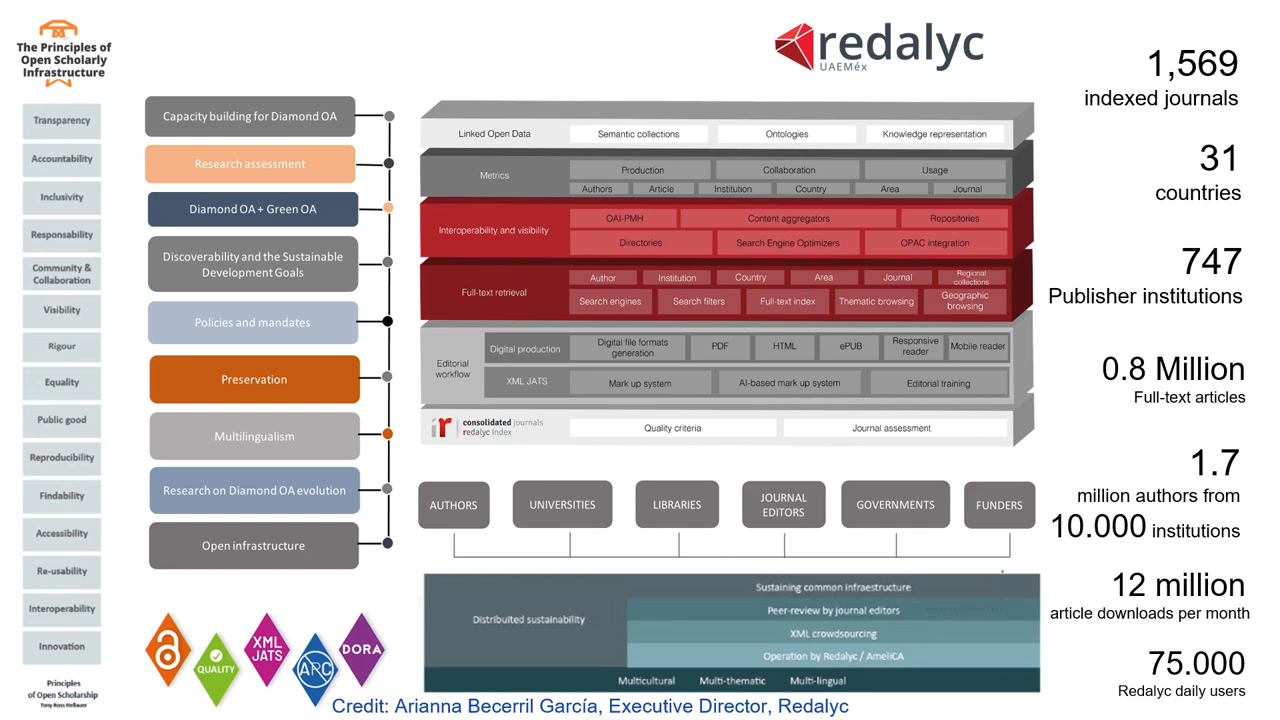 The Principles of
Open Scholarly
Infrastructure
Transparency
Accountability
Inclusivity
Responsability
Community &
Collaboration
Visibility
Rigour
Equality
Public good
Reproducibility
Findability
Accessibility
Re-usability
Interoperability
Innovation
Principles
of Open Scholarship
Tony Ross Hellauer
Capacity building for Diamond OA
Research assessment
Diamond OA + Green OA
Discoverability and the Sustainable
Development Goals
Policies and mandates
Preservation
Multilingualism
Research on Diamond OA evolution
Open infrastructure
QUALITY
XML
JATS
ARC
DORA
redalyc
UAEMéx
Linked Open Data
Semantic collections
Ontologies
Knowledge representation
Metrics
Production
Collaboration
Usage
Authors
Article
Institution
Country
Area
Journal
Interoperability and visibility
OAI-PMH
Content aggregators
Repositories
Directories
Search Engine Optimizers
OPAC integration
Full-text retrieval
Author
Institution
Country
Area
Journal
Regional
collections
Search engines
Search filters
Full-text index
Thematic browsing
Geographic
browsing
Editorial
workflow
Digital production
Digital file formats
generation
PDF
HTML
ePUB
Responsive
reader
Mobile reader
XML JATS
Mark up system
AI-based mark up system
Editorial training
ir
consolidated journals
redalyc index
Quality criteria
Journal assessment
AUTHORS
UNIVERSITIES
LIBRARIES
JOURNAL
EDITORS
GOVERNMENTS
FUNDERS
Distribuited sustainability
Sustaining common infraestructure
Peer-review by journal editors
XML crowdsourcing
Operation by Redalyc / AmeliCA
Multicultural
Multi-thematic
Multi-lingual
Credit: Arianna Becerril García, Executive Director, Redalyc
1,569
indexed journals
31
countries
747
Publisher institutions
0.8 Million
Full-text articles
1.7
million authors from
10.000 institutions
12 million
article downloads per month
75.000
Redalyc daily users